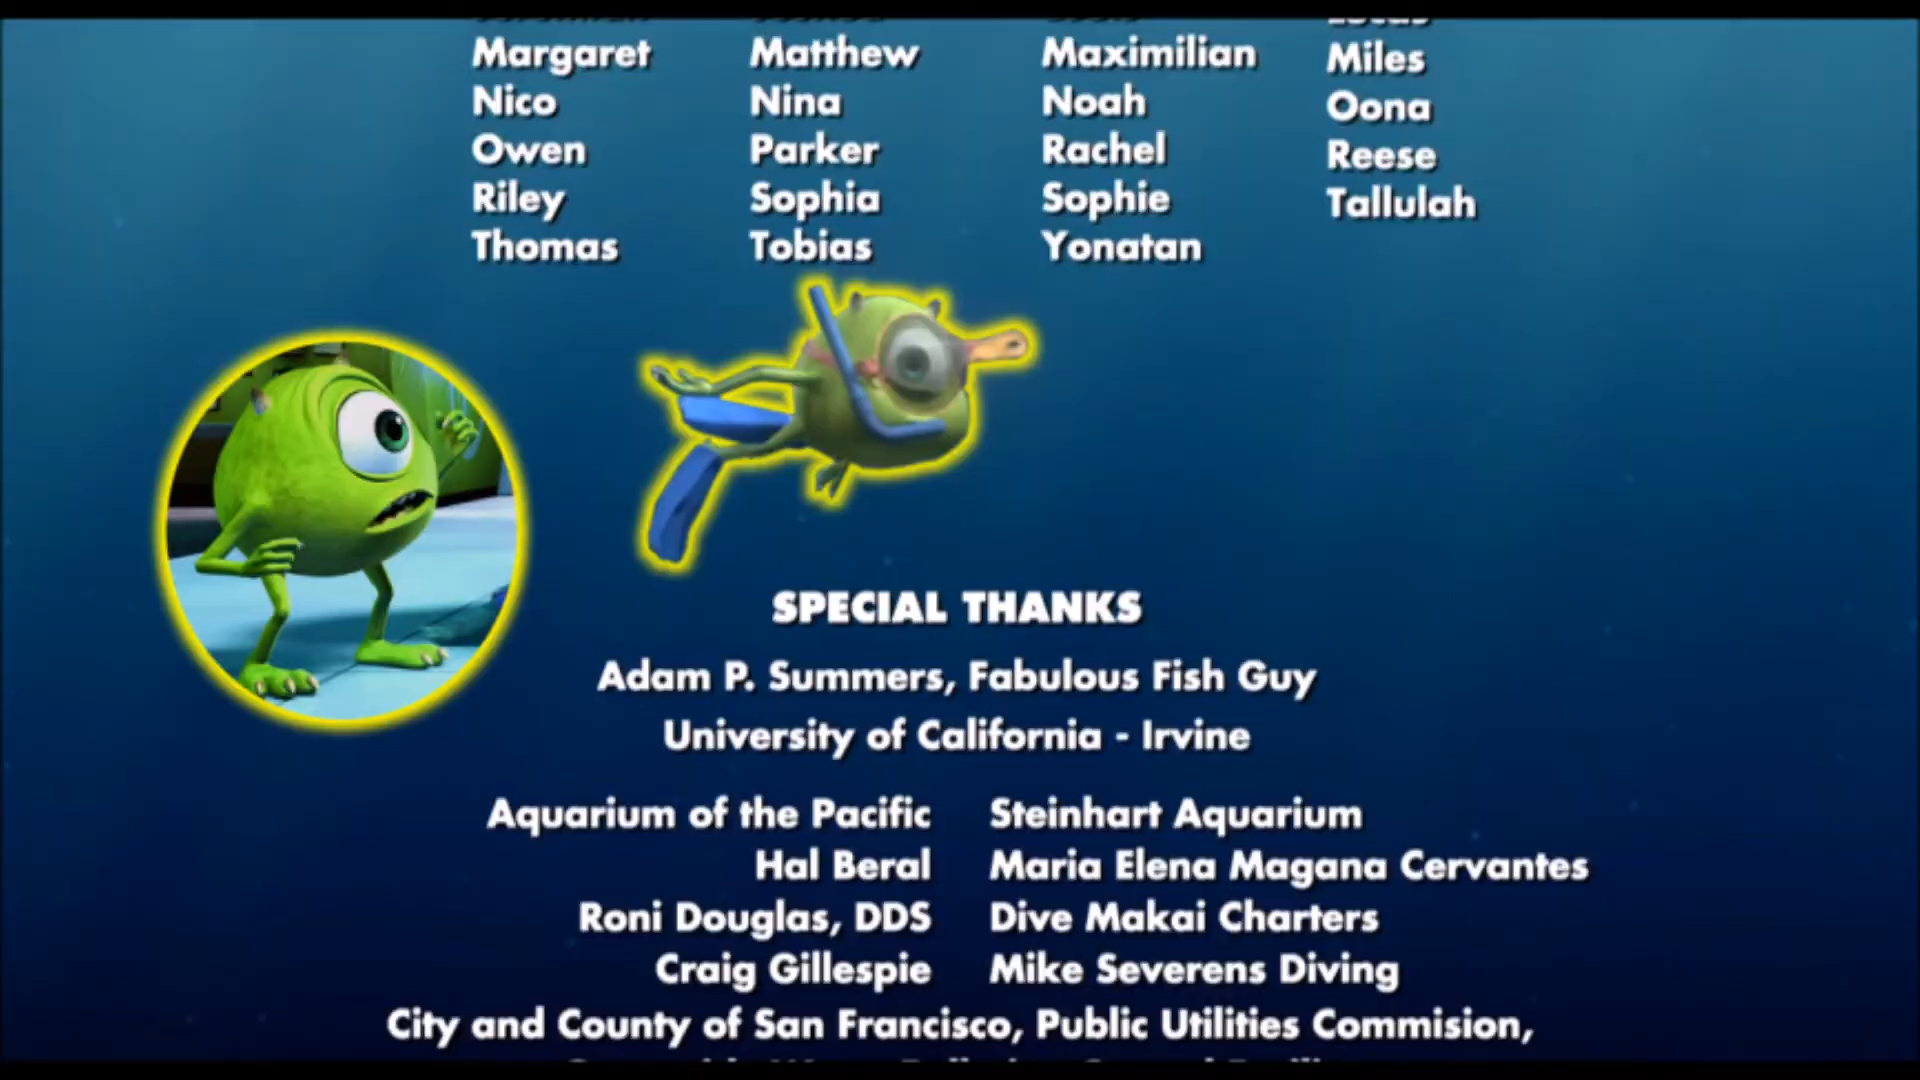 Margaret Matthew Maximilian Miles
Nico Nina Noah Oona
Owen Parker Rachel Reese
Riley Sophia Sophie Tallulah
Thomas Tobias Yonatan
SPECIAL THANKS
Adam P. Summers, Fabulous Fish Guy
University of California - Irvine
Aquarium of the Pacific Steinhart Aquarium
Hal Beral Maria Elena Magana Cervantes
Roni Douglas, DDS Dive Makai Charters
Craig Gillespie Mike Severens Diving
City and County of San Francisco, Public Utilities Commision,